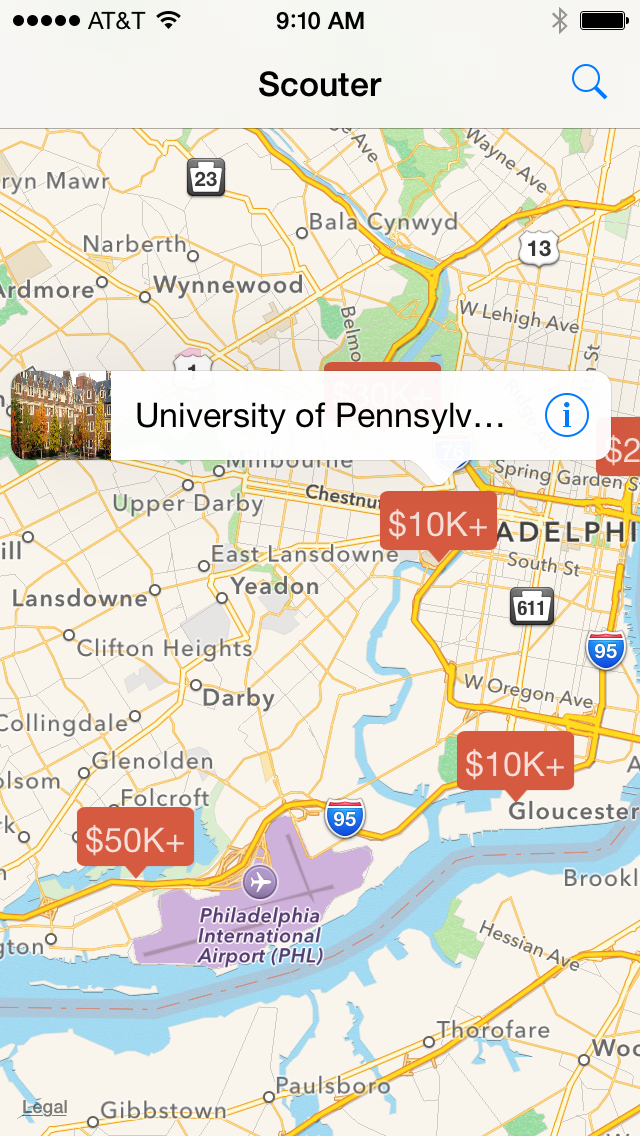 AT&T 9:10 AM
Scouter
ryn Mawr
23
Wayne Ave
Bala Cynwyd
Narberth
13
Ardmore
Wynnewood
W Lehigh Ave
Belmo
St
1
$30K+
University of Pennsylv... i
76
$2
Millbourne
Spring Garden S
Upper Darby
Chestnu
$10K+
ADELPHI
ill
East Lansdowne
South St
Yeadon
Lansdowne
611
Clifton Heights
95
W Oregon Ave
Darby
Collingdale
Glenolden
$10K+
olsom
Folcroft
Gloucester
95
rk
$50K+
Brookl
Philadelphia
International
Airport (PHL)
Hessian Ave
gton
Thorofare
Woo
Paulsboro
Legal
Gibbstown